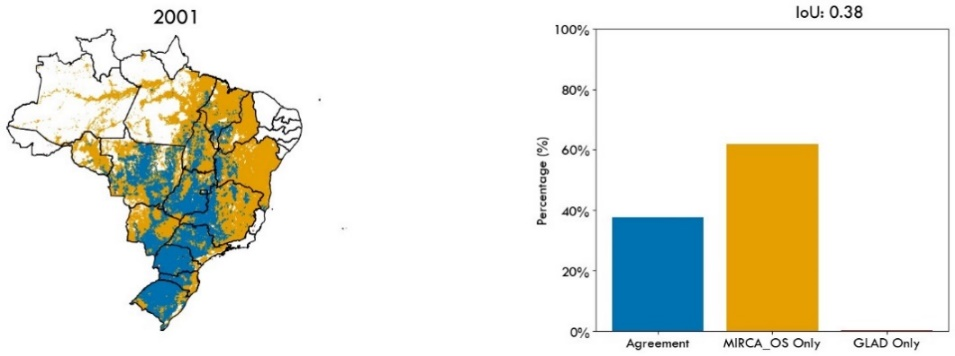 2001
IoU: 0.38
100%
80%
60%
40%
20%
0%
Percentage (%)
Agreement
MIRCA_OS Only
GLAD Only